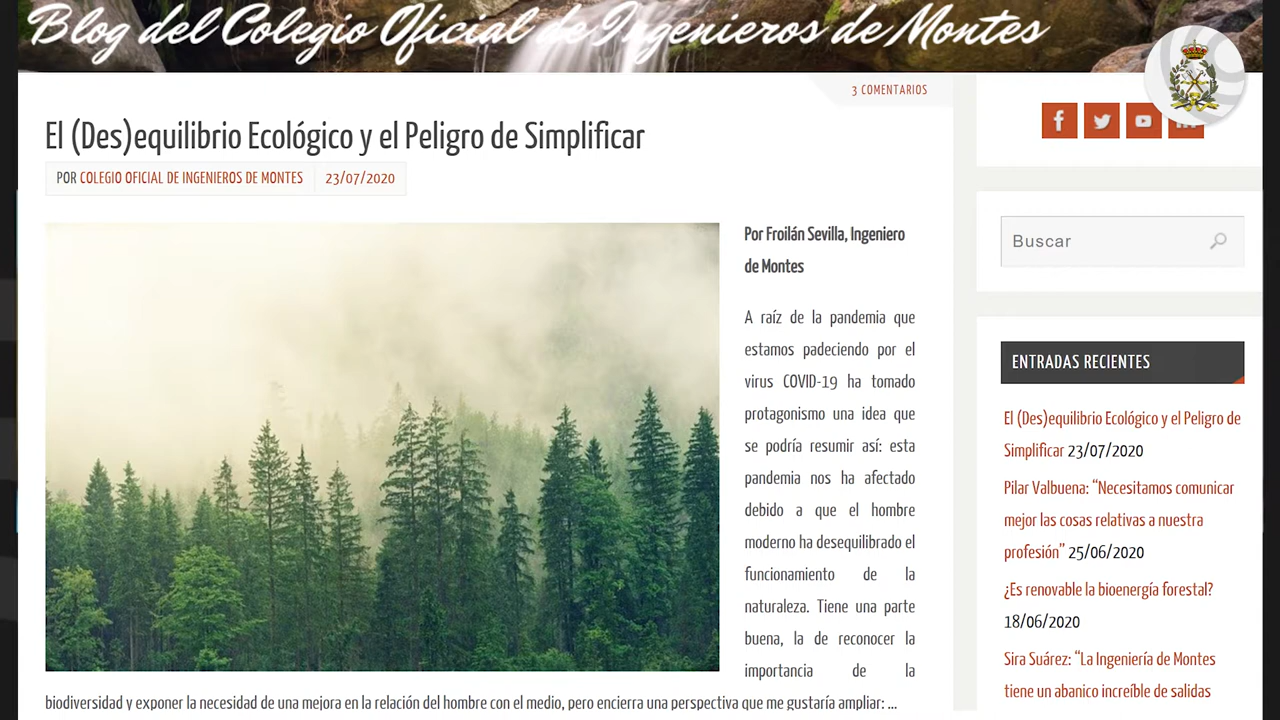 Blog del Colegio Oficial de Ingenieros de Montes
3 COMENTARIOS
El (Des)equilibrio Ecológico y el Peligro de Simplificar
POR COLEGIO OFICIAL DE INGENIEROS DE MONTES 23/07/2020
Por Froilán Sevilla, Ingeniero
de Montes
A raíz de la pandemia que
estamos padeciendo por el
virus COVID-19 ha tomado
protagonismo una idea que
se podría resumir así: esta
pandemia nos ha afectado
debido a que el hombre
moderno ha desequilibrado el
funcionamiento de la
naturaleza. Tiene una parte
buena, la de reconocer la
importancia de la
biodiversidad y exponer la necesidad de una mejora en la relación del hombre con el medio, pero encierra una perspectiva que me gustaría ampliar: ...
Buscar
ENTRADAS RECIENTES
El (Des)equilibrio Ecológico y el Peligro de
Simplificar 23/07/2020
Pilar Valbuena: “Necesitamos comunicar
mejor las cosas relativas a nuestra
profesión” 25/06/2020
¿Es renovable la bioenergía forestal?
18/06/2020
Sira Suárez: “La Ingeniería de Montes
tiene un abanico increíble de salidas